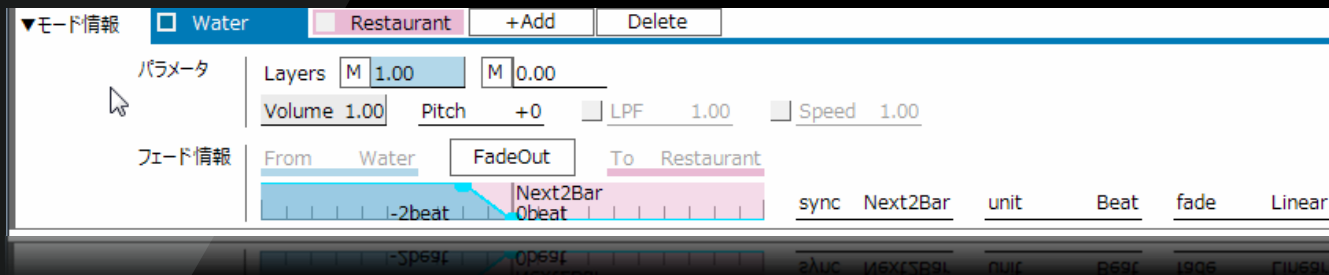 ▼モード情報 Water Restaurant +Add Delete
パラメータ Layers M 1.00 M 0.00
Volume 1.00 Pitch +0 LPF 1.00 Speed 1.00
フェード情報 From Water FadeOut To Restaurant
Next2Bar
-2beat 0beat sync Next2Bar unit Beat fade Linear